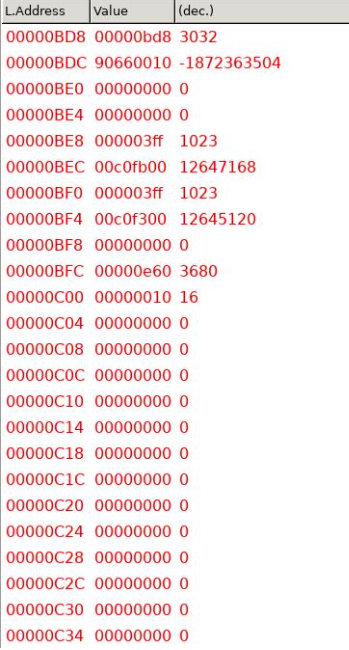 L.Address Value (dec.)
00000BD8 00000bd8 3032
00000BDC 90660010 -1872363504
00000BE0 00000000 0
00000BE4 00000000 0
00000BE8 000003ff 1023
00000BEC 00c0fb00 12647168
00000BF0 000003ff 1023
00000BF4 00c0f300 12645120
00000BF8 00000000 0
00000BFC 00000e60 3680
00000C00 00000010 16
00000C04 00000000 0
00000C08 00000000 0
00000C0C 00000000 0
00000C10 00000000 0
00000C14 00000000 0
00000C18 00000000 0
00000C1C 00000000 0
00000C20 00000000 0
00000C24 00000000 0
00000C28 00000000 0
00000C2C 00000000 0
00000C30 00000000 0
00000C34 00000000 0